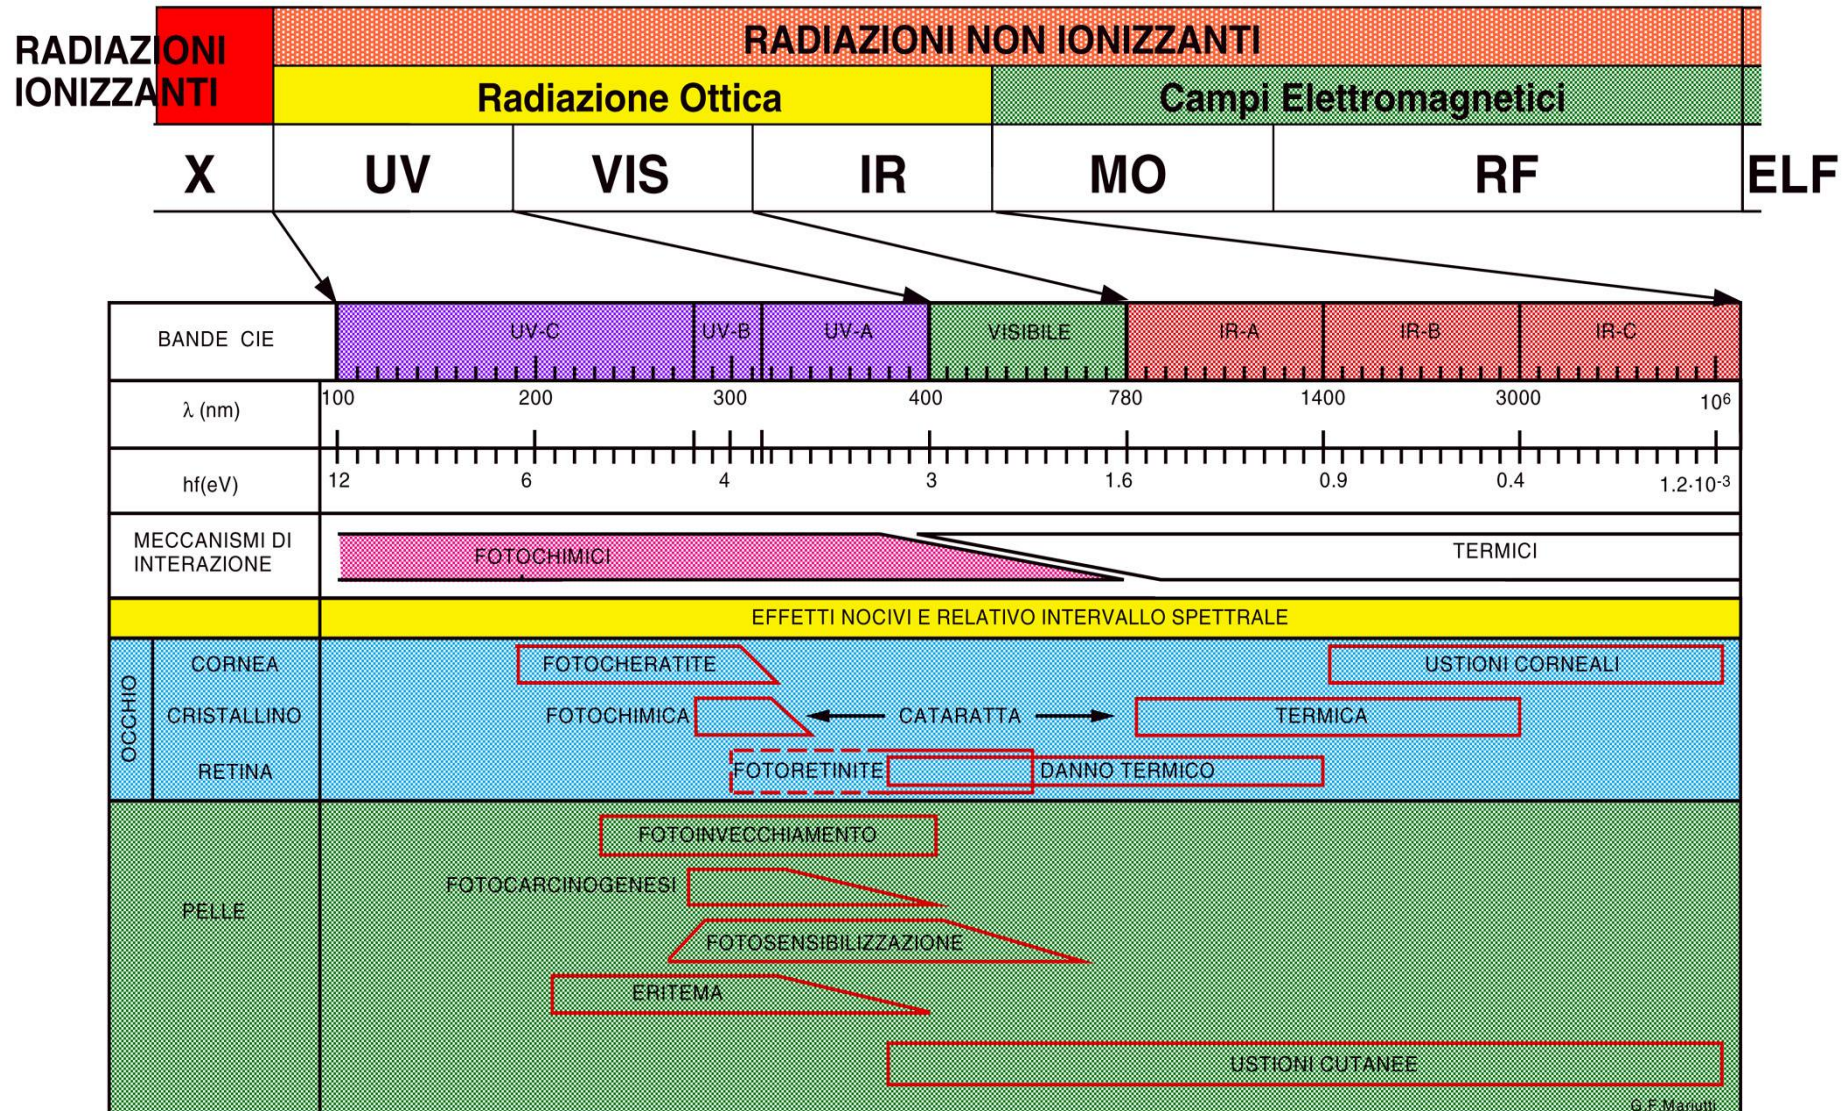 RADIAZIONI
IONIZZANTI
RADIAZIONI NON IONIZZANTI
Radiazione Ottica
Campi Elettromagnetici
X
UV
VIS
IR
MO
RF
ELF
BANDE CIE
UV-C
UV-B
UV-A
VISIBILE
IR-A
IR-B
IR-C
λ (nm)
100
200
300
400
780
1400
3000
10⁶
hf(eV)
12
6
4
3
1.6
0.9
0.4
1.2·10⁻³
MECCANISMI DI
INTERAZIONE
FOTOCHIMICI
TERMICI
EFFETTI NOCIVI E RELATIVO INTERVALLO SPETTRALE
OCCHIO
CORNEA
FOTOCHERATITE
USTIONI CORNEALI
CRISTALLINO
FOTOCHIMICA
CATARATTA
TERMICA
RETINA
FOTORETINITE
DANNO TERMICO
PELLE
FOTOINVECCHIAMENTO
FOTOCARCINOGENESI
FOTOSENSIBILIZZAZIONE
ERITEMA
USTIONI CUTANEE
G.F.Mariutti